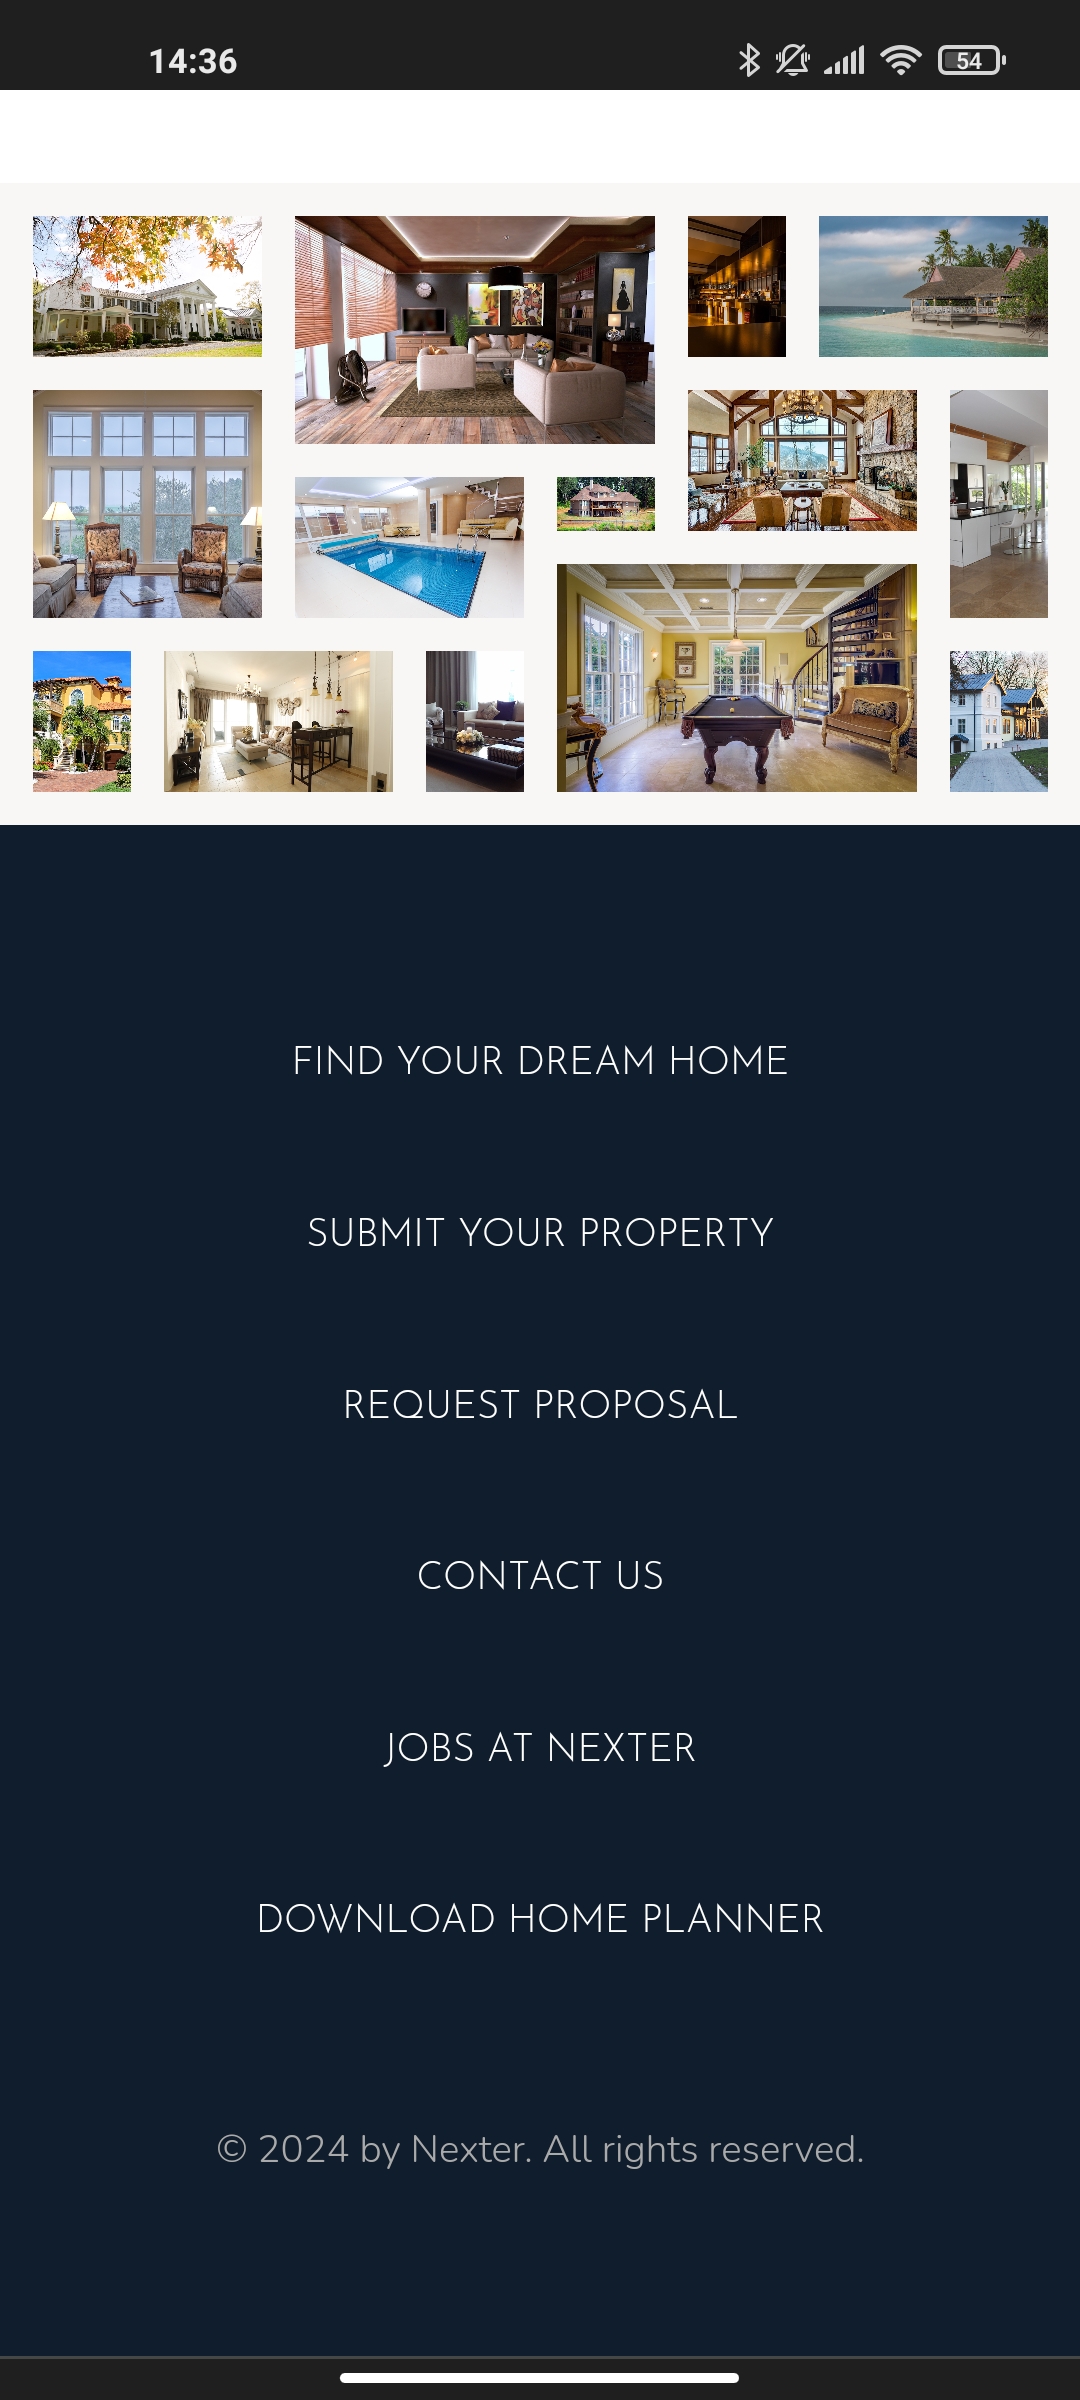 14:36
54
FIND YOUR DREAM HOME
SUBMIT YOUR PROPERTY
REQUEST PROPOSAL
CONTACT US
JOBS AT NEXTER
DOWNLOAD HOME PLANNER
© 2024 by Nexter. All rights reserved.